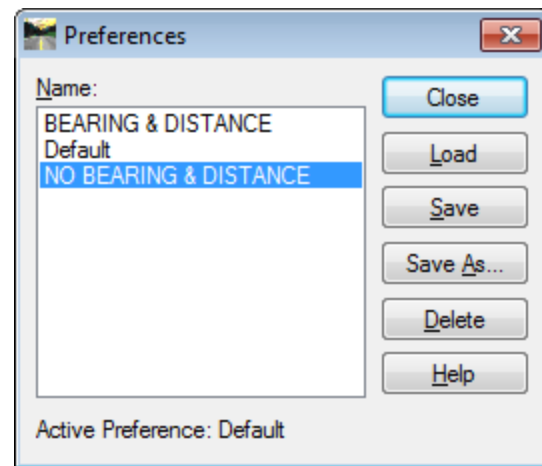 Preferences
Name:
BEARING & DISTANCE
Default
NO BEARING & DISTANCE
Close
Load
Save
Save As...
Delete
Help
Active Preference: Default